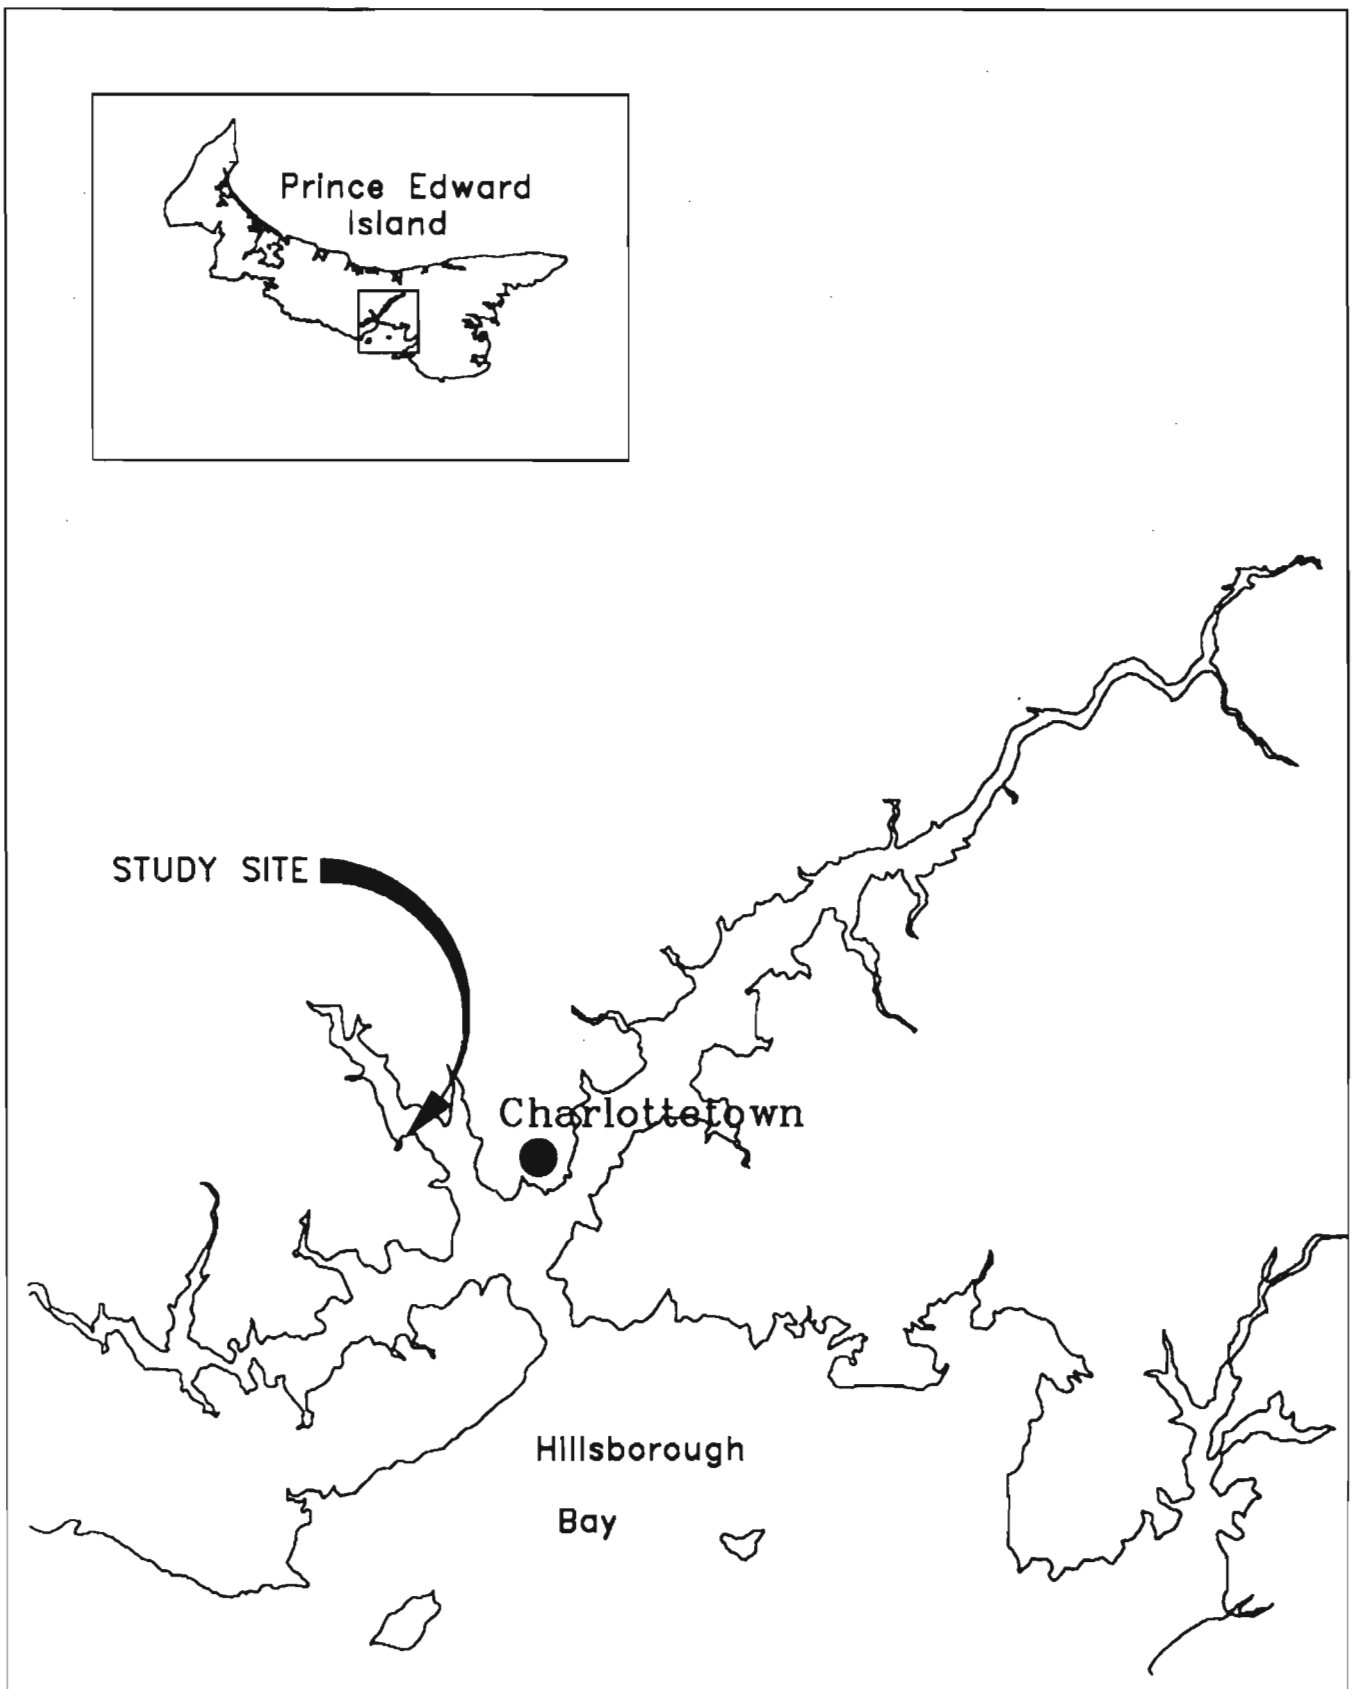 Prince Edward
Island
STUDY SITE
Charlottetown
Hillsborough
Bay